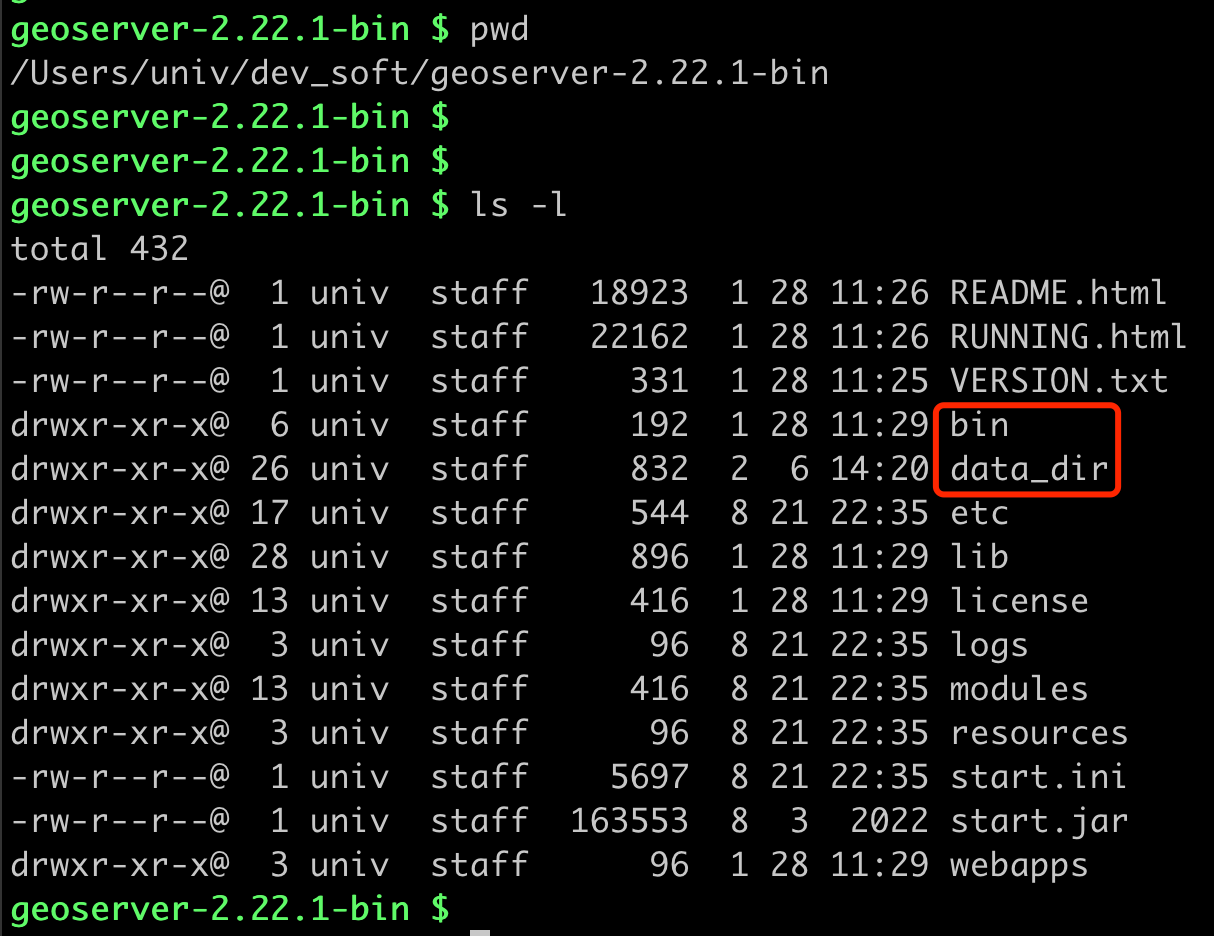 geoserver-2.22.1-bin $ pwd
/Users/univ/dev_soft/geoserver-2.22.1-bin
geoserver-2.22.1-bin $
geoserver-2.22.1-bin $
geoserver-2.22.1-bin $ ls -l
total 432
-rw-r--r--@  1 univ  staff   18923  1 28 11:26 README.html
-rw-r--r--@  1 univ  staff   22162  1 28 11:26 RUNNING.html
-rw-r--r--@  1 univ  staff     331  1 28 11:25 VERSION.txt
drwxr-xr-x@  6 univ  staff     192  1 28 11:29 bin
drwxr-xr-x@ 26 univ  staff     832  2  6 14:20 data_dir
drwxr-xr-x@ 17 univ  staff     544  8 21 22:35 etc
drwxr-xr-x@ 28 univ  staff     896  1 28 11:29 lib
drwxr-xr-x@ 13 univ  staff     416  1 28 11:29 license
drwxr-xr-x@  3 univ  staff      96  8 21 22:35 logs
drwxr-xr-x@ 13 univ  staff     416  8 21 22:35 modules
drwxr-xr-x@  3 univ  staff      96  8 21 22:35 resources
-rw-r--r--@  1 univ  staff    5697  8 21 22:35 start.ini
-rw-r--r--@  1 univ  staff  163553  8  3  2022 start.jar
drwxr-xr-x@  3 univ  staff      96  1 28 11:29 webapps
geoserver-2.22.1-bin $